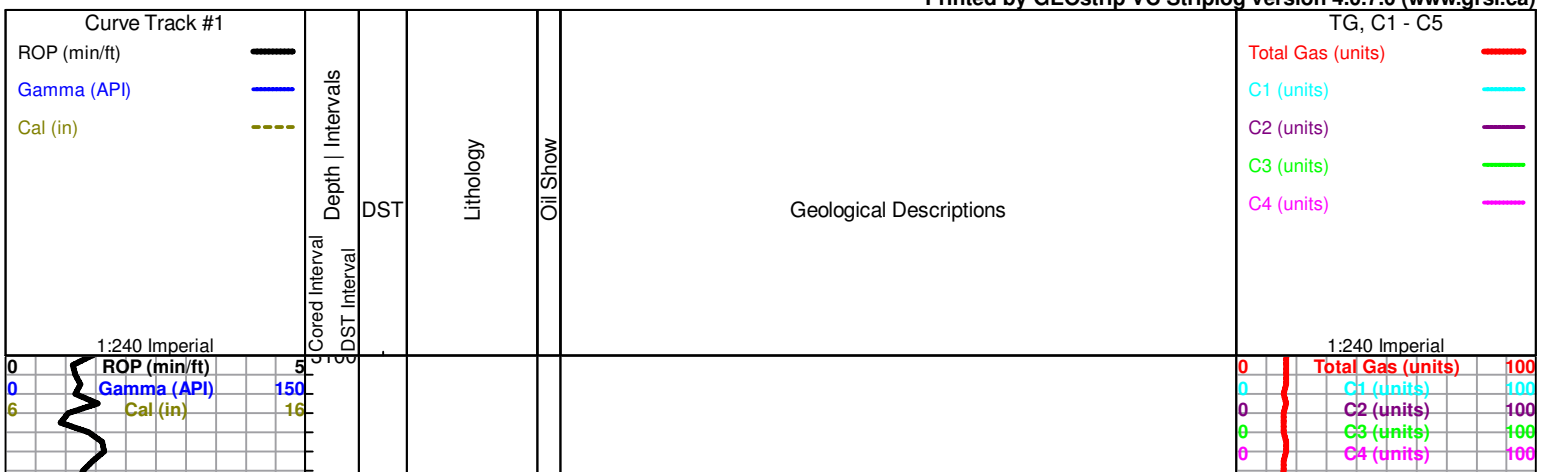 Printed by GEOstrip VC Striplog version 4.0.7.0 (www.grsi.ca)
Curve Track #1
ROP (min/ft)
Gamma (API)
Cal (in)
1:240 Imperial
Depth | Intervals
Cored Interval
DST Interval
DST
Lithology
Oil Show
Geological Descriptions
TG, C1 - C5
Total Gas (units)
C1 (units)
C2 (units)
C3 (units)
C4 (units)
1:240 Imperial
0 ROP (min/ft) 5
0 Gamma (API) 150
6 Cal (in) 16
0 Total Gas (units) 100
0 C1 (units) 100
0 C2 (units) 100
0 C3 (units) 100
0 C4 (units) 100